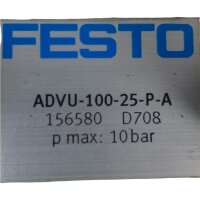 FESTO
ADVU-100-25-P-A
156580 D708
p max: 10bar